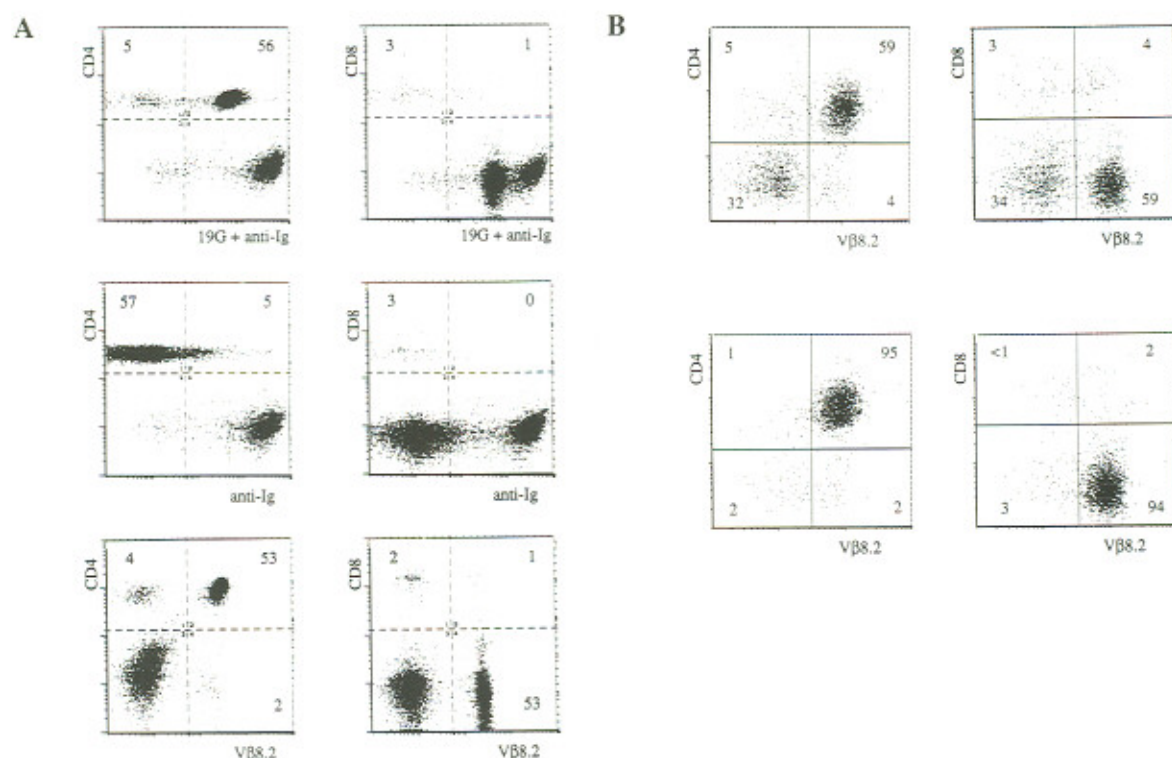 A
B
CD4
5
56
19G + anti-Ig
CD8
3
1
19G + anti-Ig
CD4
5
59
32
4
Vβ8.2
CD8
3
4
34
59
Vβ8.2
CD4
57
5
anti-Ig
CD8
3
0
anti-Ig
CD4
1
95
2
2
Vβ8.2
CD8
<1
2
3
94
Vβ8.2
CD4
4
53
2
Vβ8.2
CD8
2
1
53
Vβ8.2